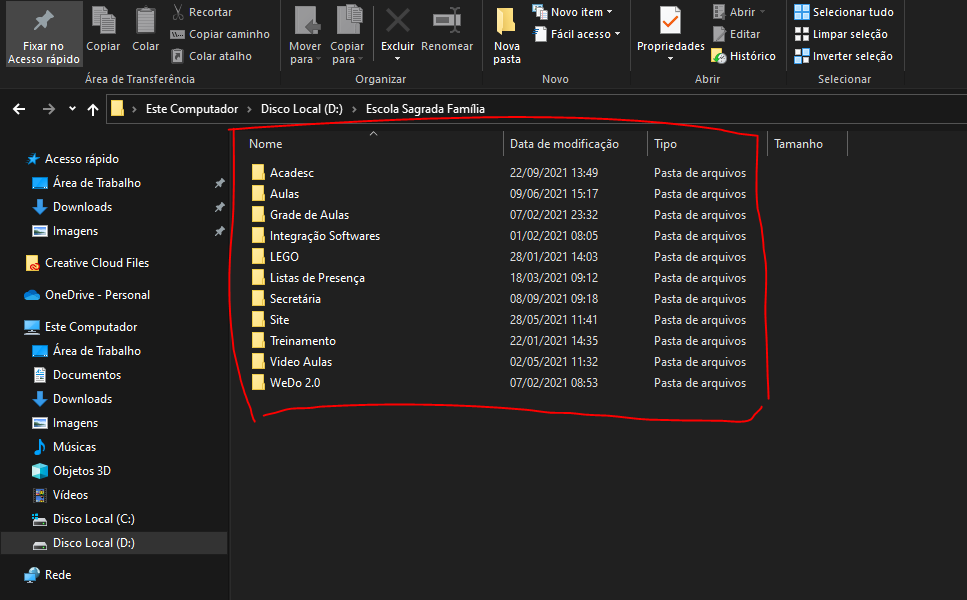 Fixar no Acesso rápido
Copiar
Colar
Recortar
Copiar caminho
Colar atalho
Área de Transferência
Mover para
Copiar para
Excluir
Renomear
Organizar
Nova pasta
Novo item
Fácil acesso
Novo
Propriedades
Abrir
Editar
Histórico
Abrir
Selecionar tudo
Limpar seleção
Inverter seleção
Selecionar
Este Computador > Disco Local (D:) > Escola Sagrada Família
Acesso rápido
Área de Trabalho
Downloads
Imagens
Creative Cloud Files
OneDrive - Personal
Este Computador
Área de Trabalho
Documentos
Downloads
Imagens
Músicas
Objetos 3D
Vídeos
Disco Local (C:)
Disco Local (D:)
Rede
Nome Data de modificação Tipo Tamanho
Acadesc 22/09/2021 13:49 Pasta de arquivos
Aulas 09/06/2021 15:17 Pasta de arquivos
Grade de Aulas 07/02/2021 23:32 Pasta de arquivos
Integração Softwares 01/02/2021 08:05 Pasta de arquivos
LEGO 28/01/2021 14:03 Pasta de arquivos
Listas de Presença 18/03/2021 09:12 Pasta de arquivos
Secretária 08/09/2021 09:18 Pasta de arquivos
Site 28/05/2021 11:41 Pasta de arquivos
Treinamento 22/01/2021 14:35 Pasta de arquivos
Video Aulas 02/05/2021 11:32 Pasta de arquivos
WeDo 2.0 07/02/2021 08:53 Pasta de arquivos